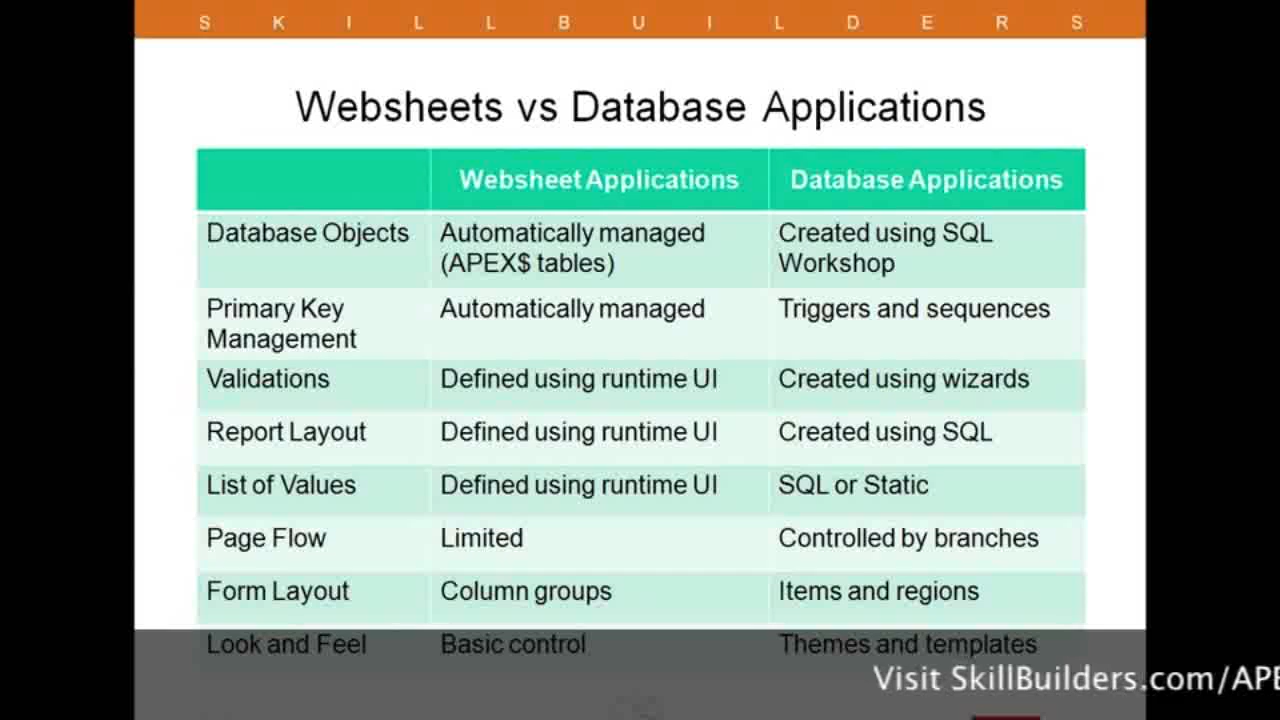 S K I L L B U I L D E R S
Websheets vs Database Applications
Websheet Applications Database Applications
Database Objects Automatically managed (APEX$ tables) Created using SQL Workshop
Primary Key Management Automatically managed Triggers and sequences
Validations Defined using runtime UI Created using wizards
Report Layout Defined using runtime UI Created using SQL
List of Values Defined using runtime UI SQL or Static
Page Flow Limited Controlled by branches
Form Layout Column groups Items and regions
Look and Feel Basic control Themes and templates
Visit SkillBuilders.com/APE